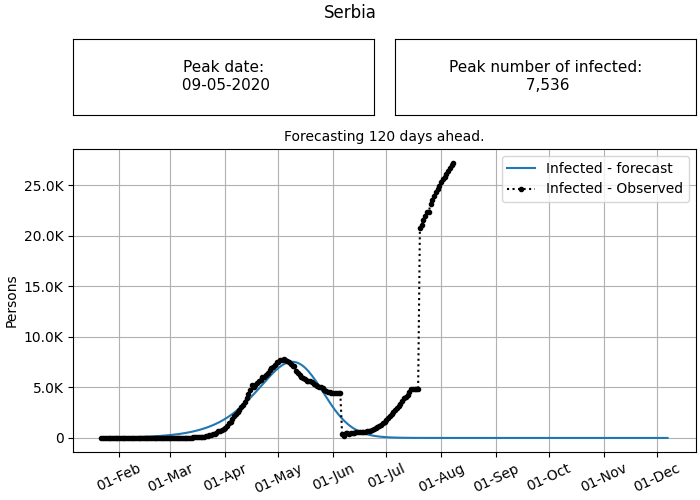 Serbia
Peak date:
09-05-2020
Peak number of infected:
7,536
Forecasting 120 days ahead.
Infected - forecast
Infected - Observed
25.0K
20.0K
15.0K
10.0K
5.0K
0
Persons
01-Feb
01-Mar
01-Apr
01-May
01-Jun
01-Jul
01-Aug
01-Sep
01-Oct
01-Nov
01-Dec